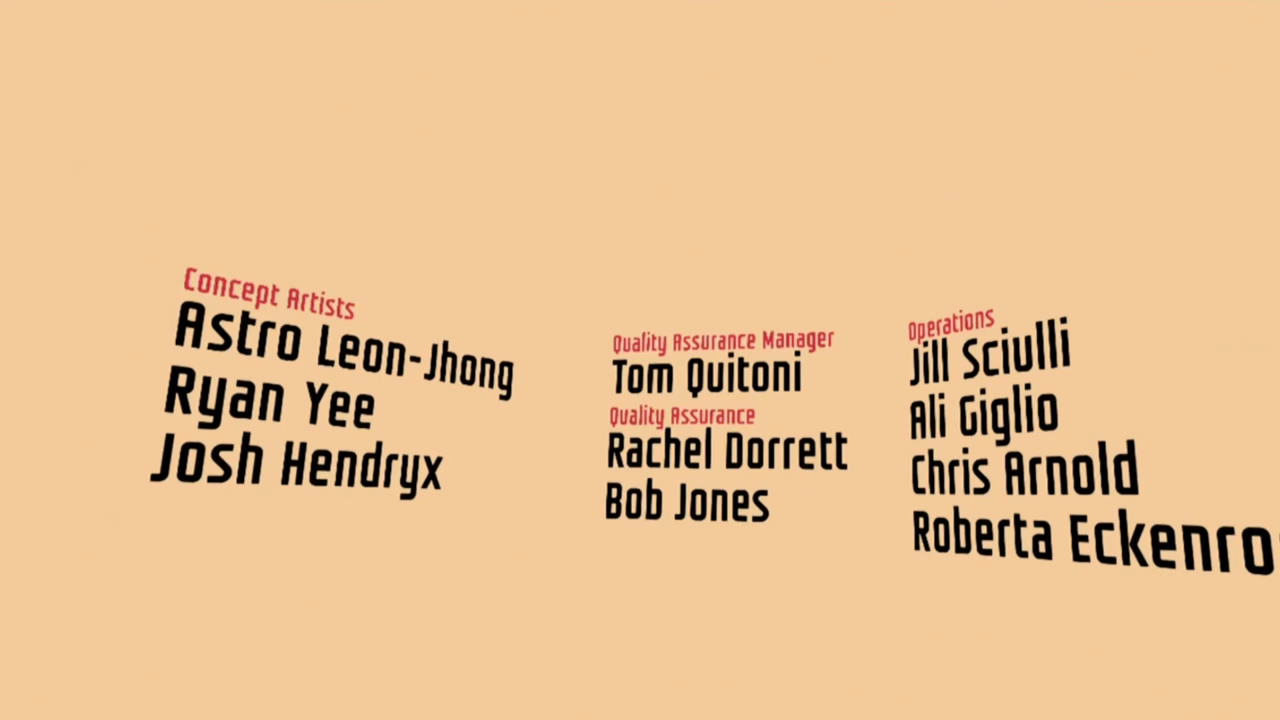 Concept Artists
Astro Leon-Jhong
Ryan Yee
Josh Hendryx
Quality Assurance Manager
Tom Quitoni
Quality Assurance
Rachel Dorrett
Bob Jones
Operations
Jill Sciulli
Ali Giglio
Chris Arnold
Roberta